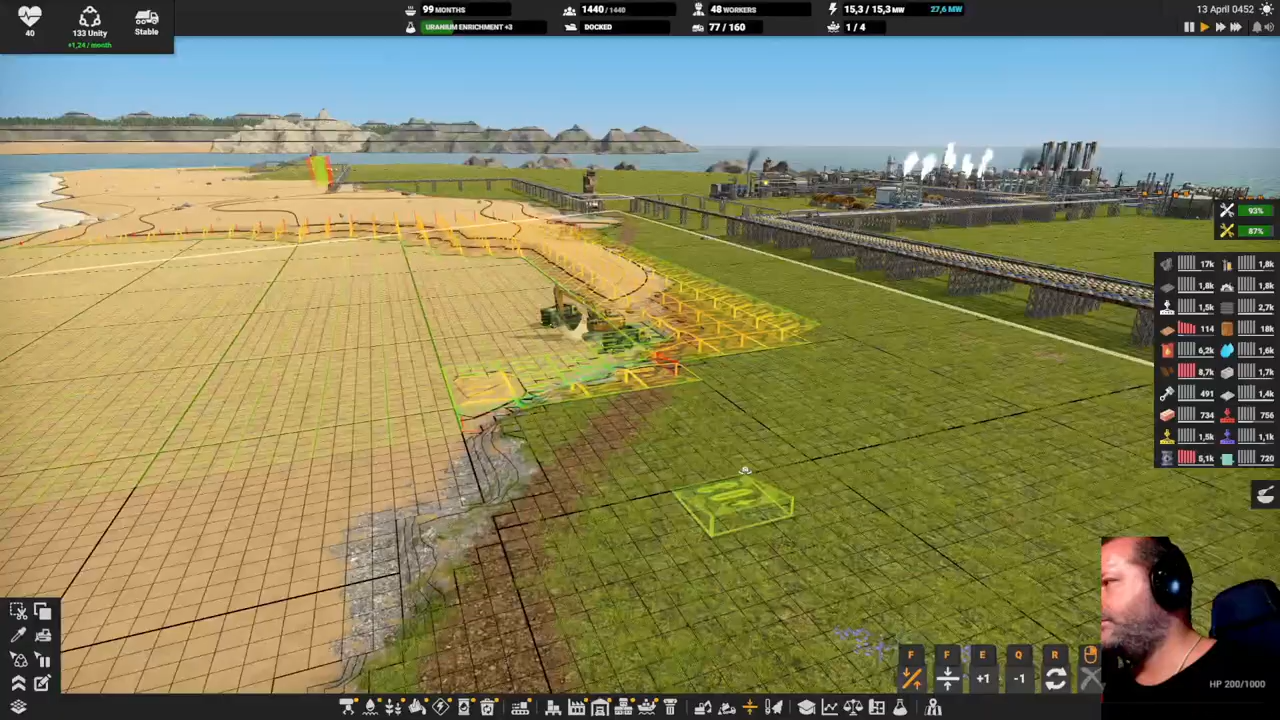 40
133 Unity
+1,24 / month
Stable
99 MONTHS
URANIUM ENRICHMENT +3
1440 / 1440
DOCKED
48 WORKERS
77 / 160
15,3 / 15,3 MW
27,6 MW
1 / 4
13 April 0452
93%
87%
17k
1,8k
1,8k
1,8k
1,5k
2,7k
114
18k
6,2k
1,6k
8,7k
1,7k
491
1,4k
734
756
1,5k
1,1k
5,1k
720
F
F
E
Q
R
+1
-1
HP 200/1000